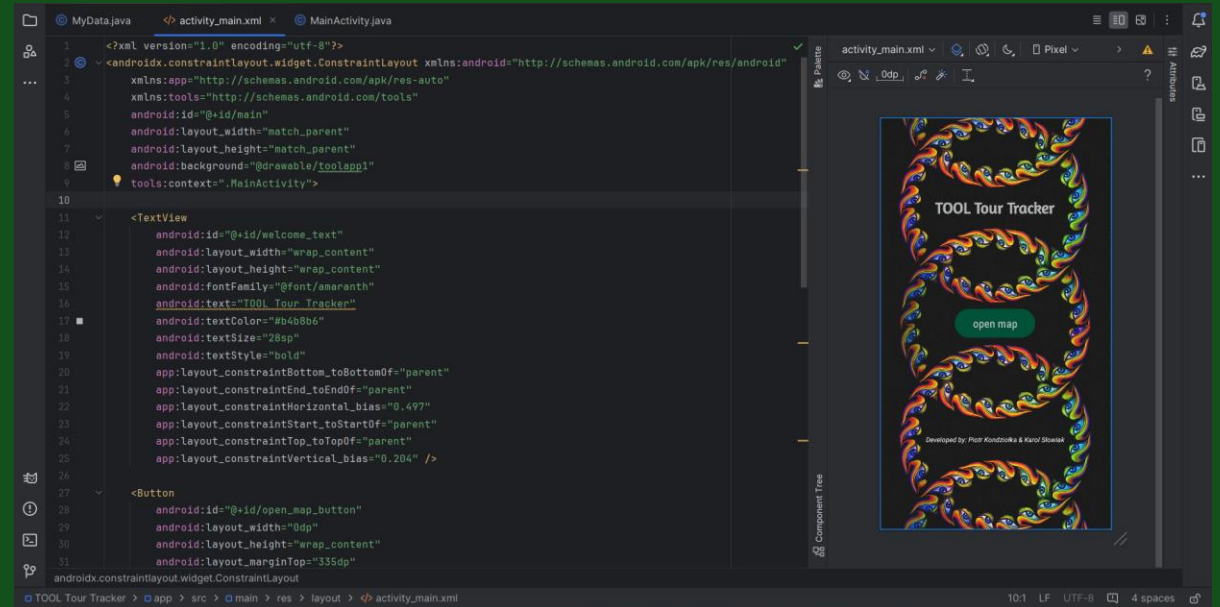 MyData.java
activity_main.xml
MainActivity.java
1 <?xml version="1.0" encoding="utf-8"?>
2 <androidx.constraintlayout.widget.ConstraintLayout xmlns:android="http://schemas.android.com/apk/res/android"
3 xmlns:app="http://schemas.android.com/apk/res-auto"
4 xmlns:tools="http://schemas.android.com/tools"
5 android:id="@+id/main"
6 android:layout_width="match_parent"
7 android:layout_height="match_parent"
8 android:background="@drawable/toolapp1"
9 tools:context=".MainActivity">
10
11 <TextView
12 android:id="@+id/welcome_text"
13 android:layout_width="wrap_content"
14 android:layout_height="wrap_content"
15 android:fontFamily="@font/amaranth"
16 android:text="TOOL Tour Tracker"
17 android:textColor="#b4b8b6"
18 android:textSize="28sp"
19 android:textStyle="bold"
20 app:layout_constraintBottom_toBottomOf="parent"
21 app:layout_constraintEnd_toEndOf="parent"
22 app:layout_constraintHorizontal_bias="0.497"
23 app:layout_constraintStart_toStartOf="parent"
24 app:layout_constraintTop_toTopOf="parent"
25 app:layout_constraintVertical_bias="0.204" />
26
27 <Button
28 android:id="@+id/open_map_button"
29 android:layout_width="0dp"
30 android:layout_height="wrap_content"
31 android:layout_marginTop="335dp"
androidx.constraintlayout.widget.ConstraintLayout
Palette
Component Tree
activity_main.xml
Pixel
0dp
Attributes
TOOL Tour Tracker
open map
Developed by: Piotr Kondziołka & Karol Słowiak
TOOL Tour Tracker > app > src > main > res > layout > activity_main.xml
10:1 LF UTF-8 4 spaces